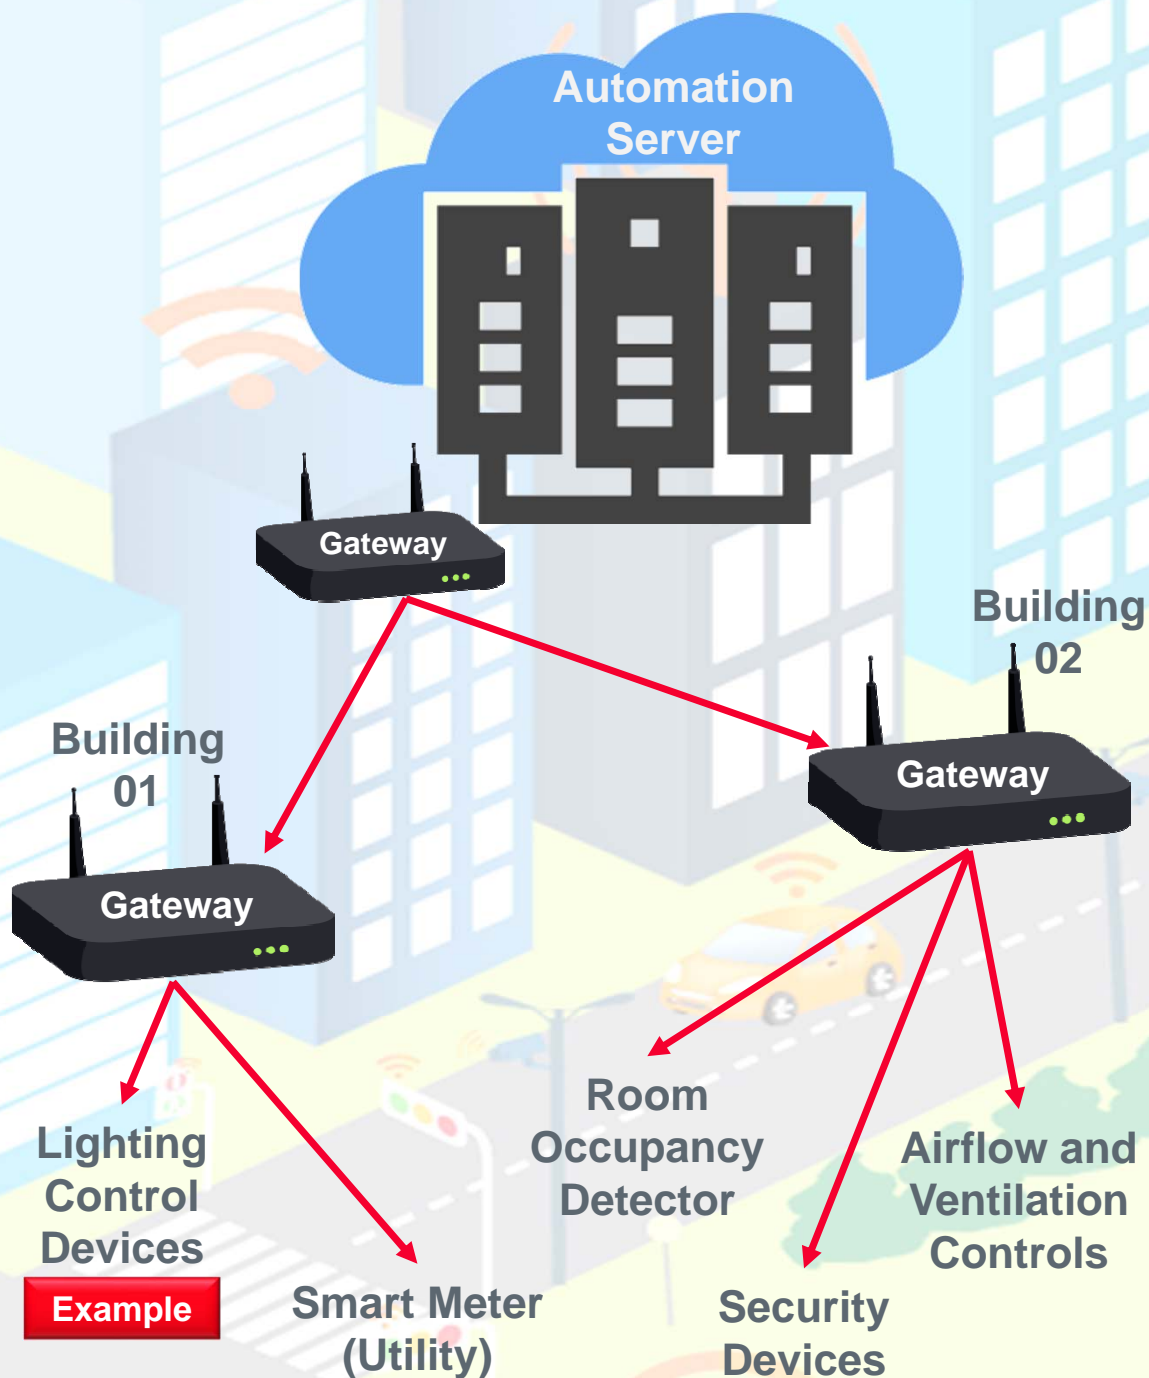 Automation
Server
Gateway
Building
02
Gateway
Building
01
Gateway
Lighting
Control
Devices
Example
Smart Meter
(Utility)
Room
Occupancy
Detector
Security
Devices
Airflow and
Ventilation
Controls